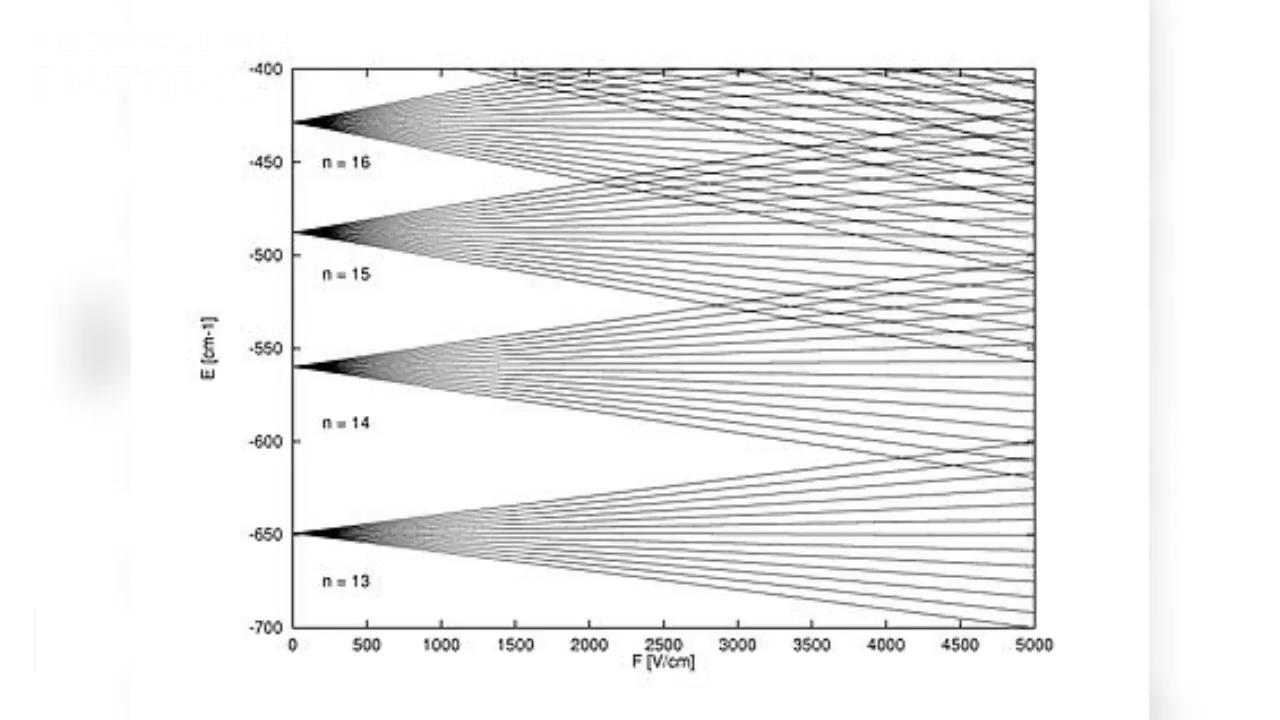 -400
n = 16
-450
n = 15
-500
E [cm-1]
-550
n = 14
-600
-650
n = 13
-700
0 500 1000 1500 2000 2500 3000 3500 4000 4500 5000
F [V/cm]